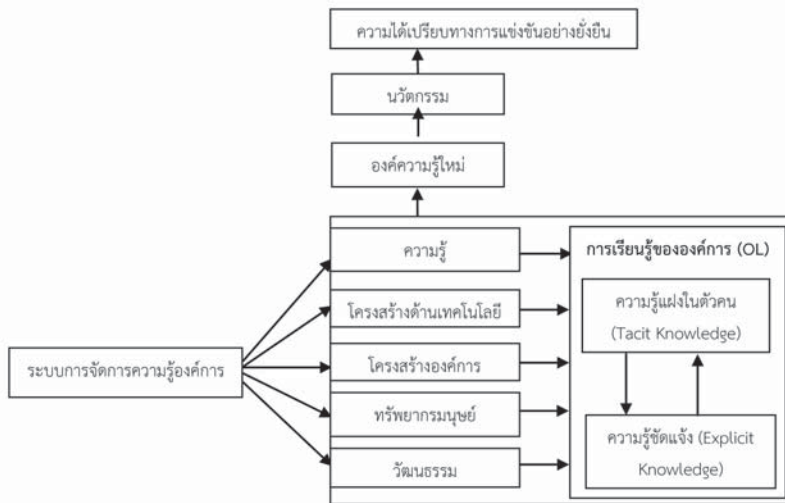 ความได้เปรียบทางการแข่งขันอย่างยั่งยืน
นวัตกรรม
องค์ความรู้ใหม่
ความรู้
การเรียนรู้ขององค์การ (OL)
โครงสร้างด้านเทคโนโลยี
ความรู้แฝงในตัวคน
(Tacit Knowledge)
ระบบการจัดการความรู้องค์การ
โครงสร้างองค์การ
ทรัพยากรมนุษย์
ความรู้ชัดแจ้ง (Explicit
Knowledge)
วัฒนธรรม